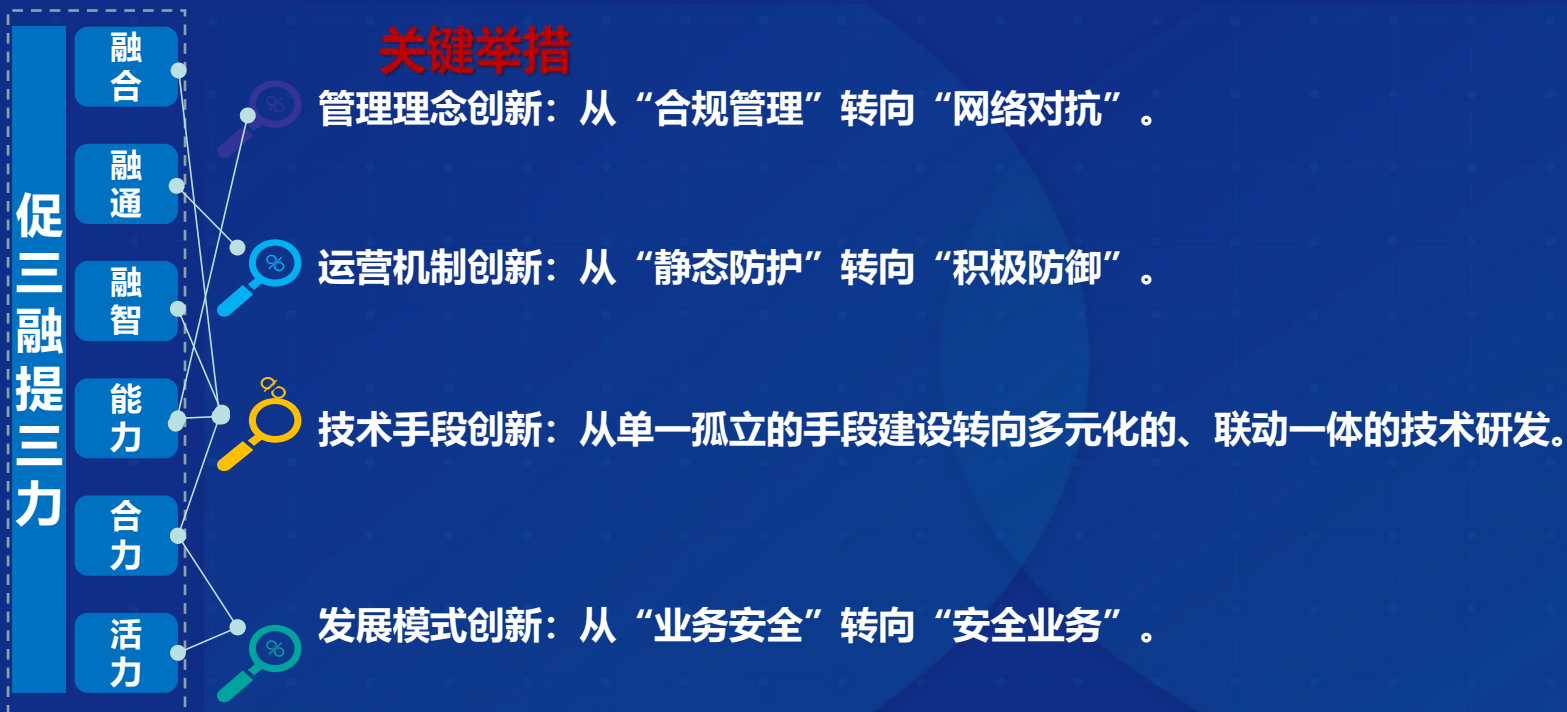 促三融提三力
融合
融通
融智
能力
合力
活力
关键举措
管理理念创新：从“合规管理”转向“网络对抗”。
运营机制创新：从“静态防护”转向“积极防御”。
技术手段创新：从单一孤立的手段建设转向多元化的、联动一体的技术研发。
发展模式创新：从“业务安全”转向“安全业务”。
%
%
%
%